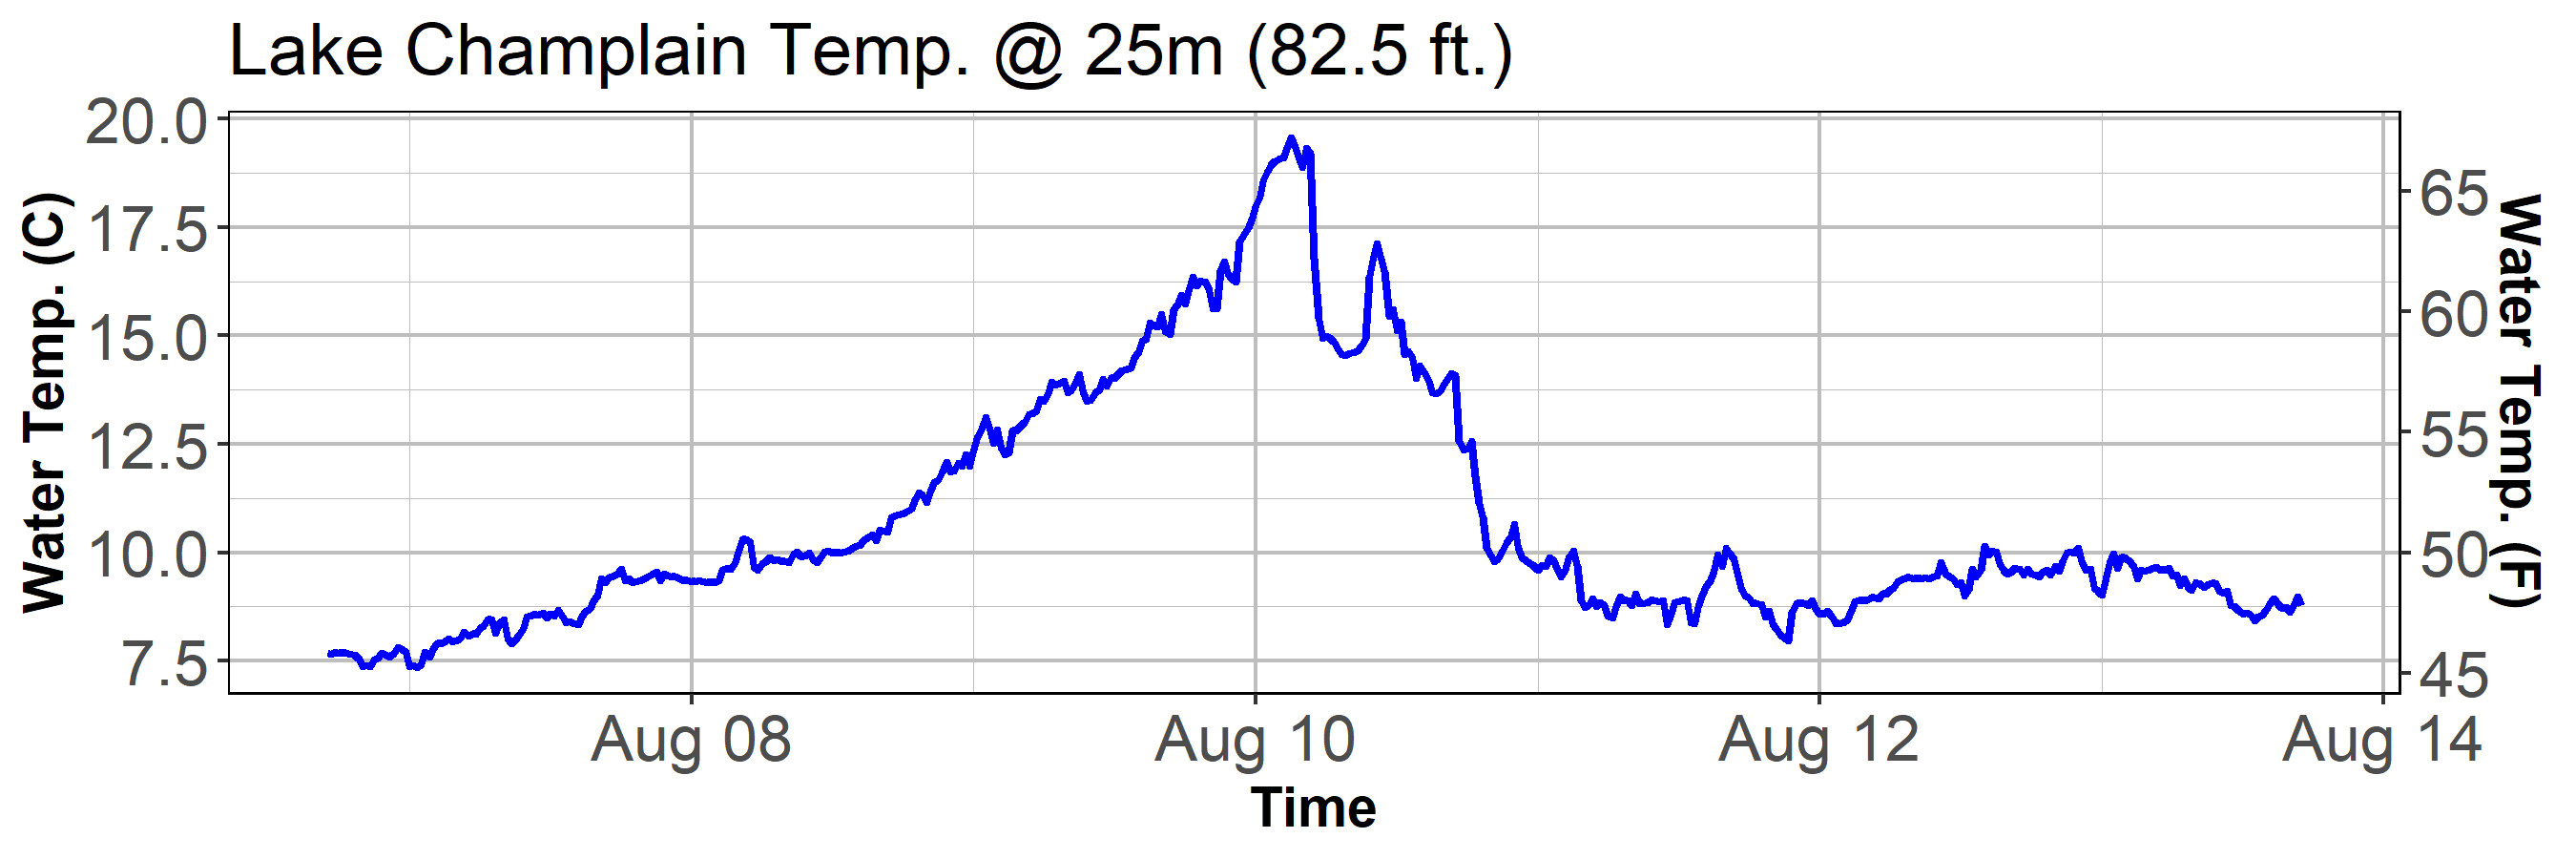 Lake Champlain Temp. @ 25m (82.5 ft.)
Water Temp. (C)
20.0
17.5
15.0
12.5
10.0
7.5
65
60
55
50
45
Water Temp. (F)
Aug 08
Aug 10
Aug 12
Aug 14
Time